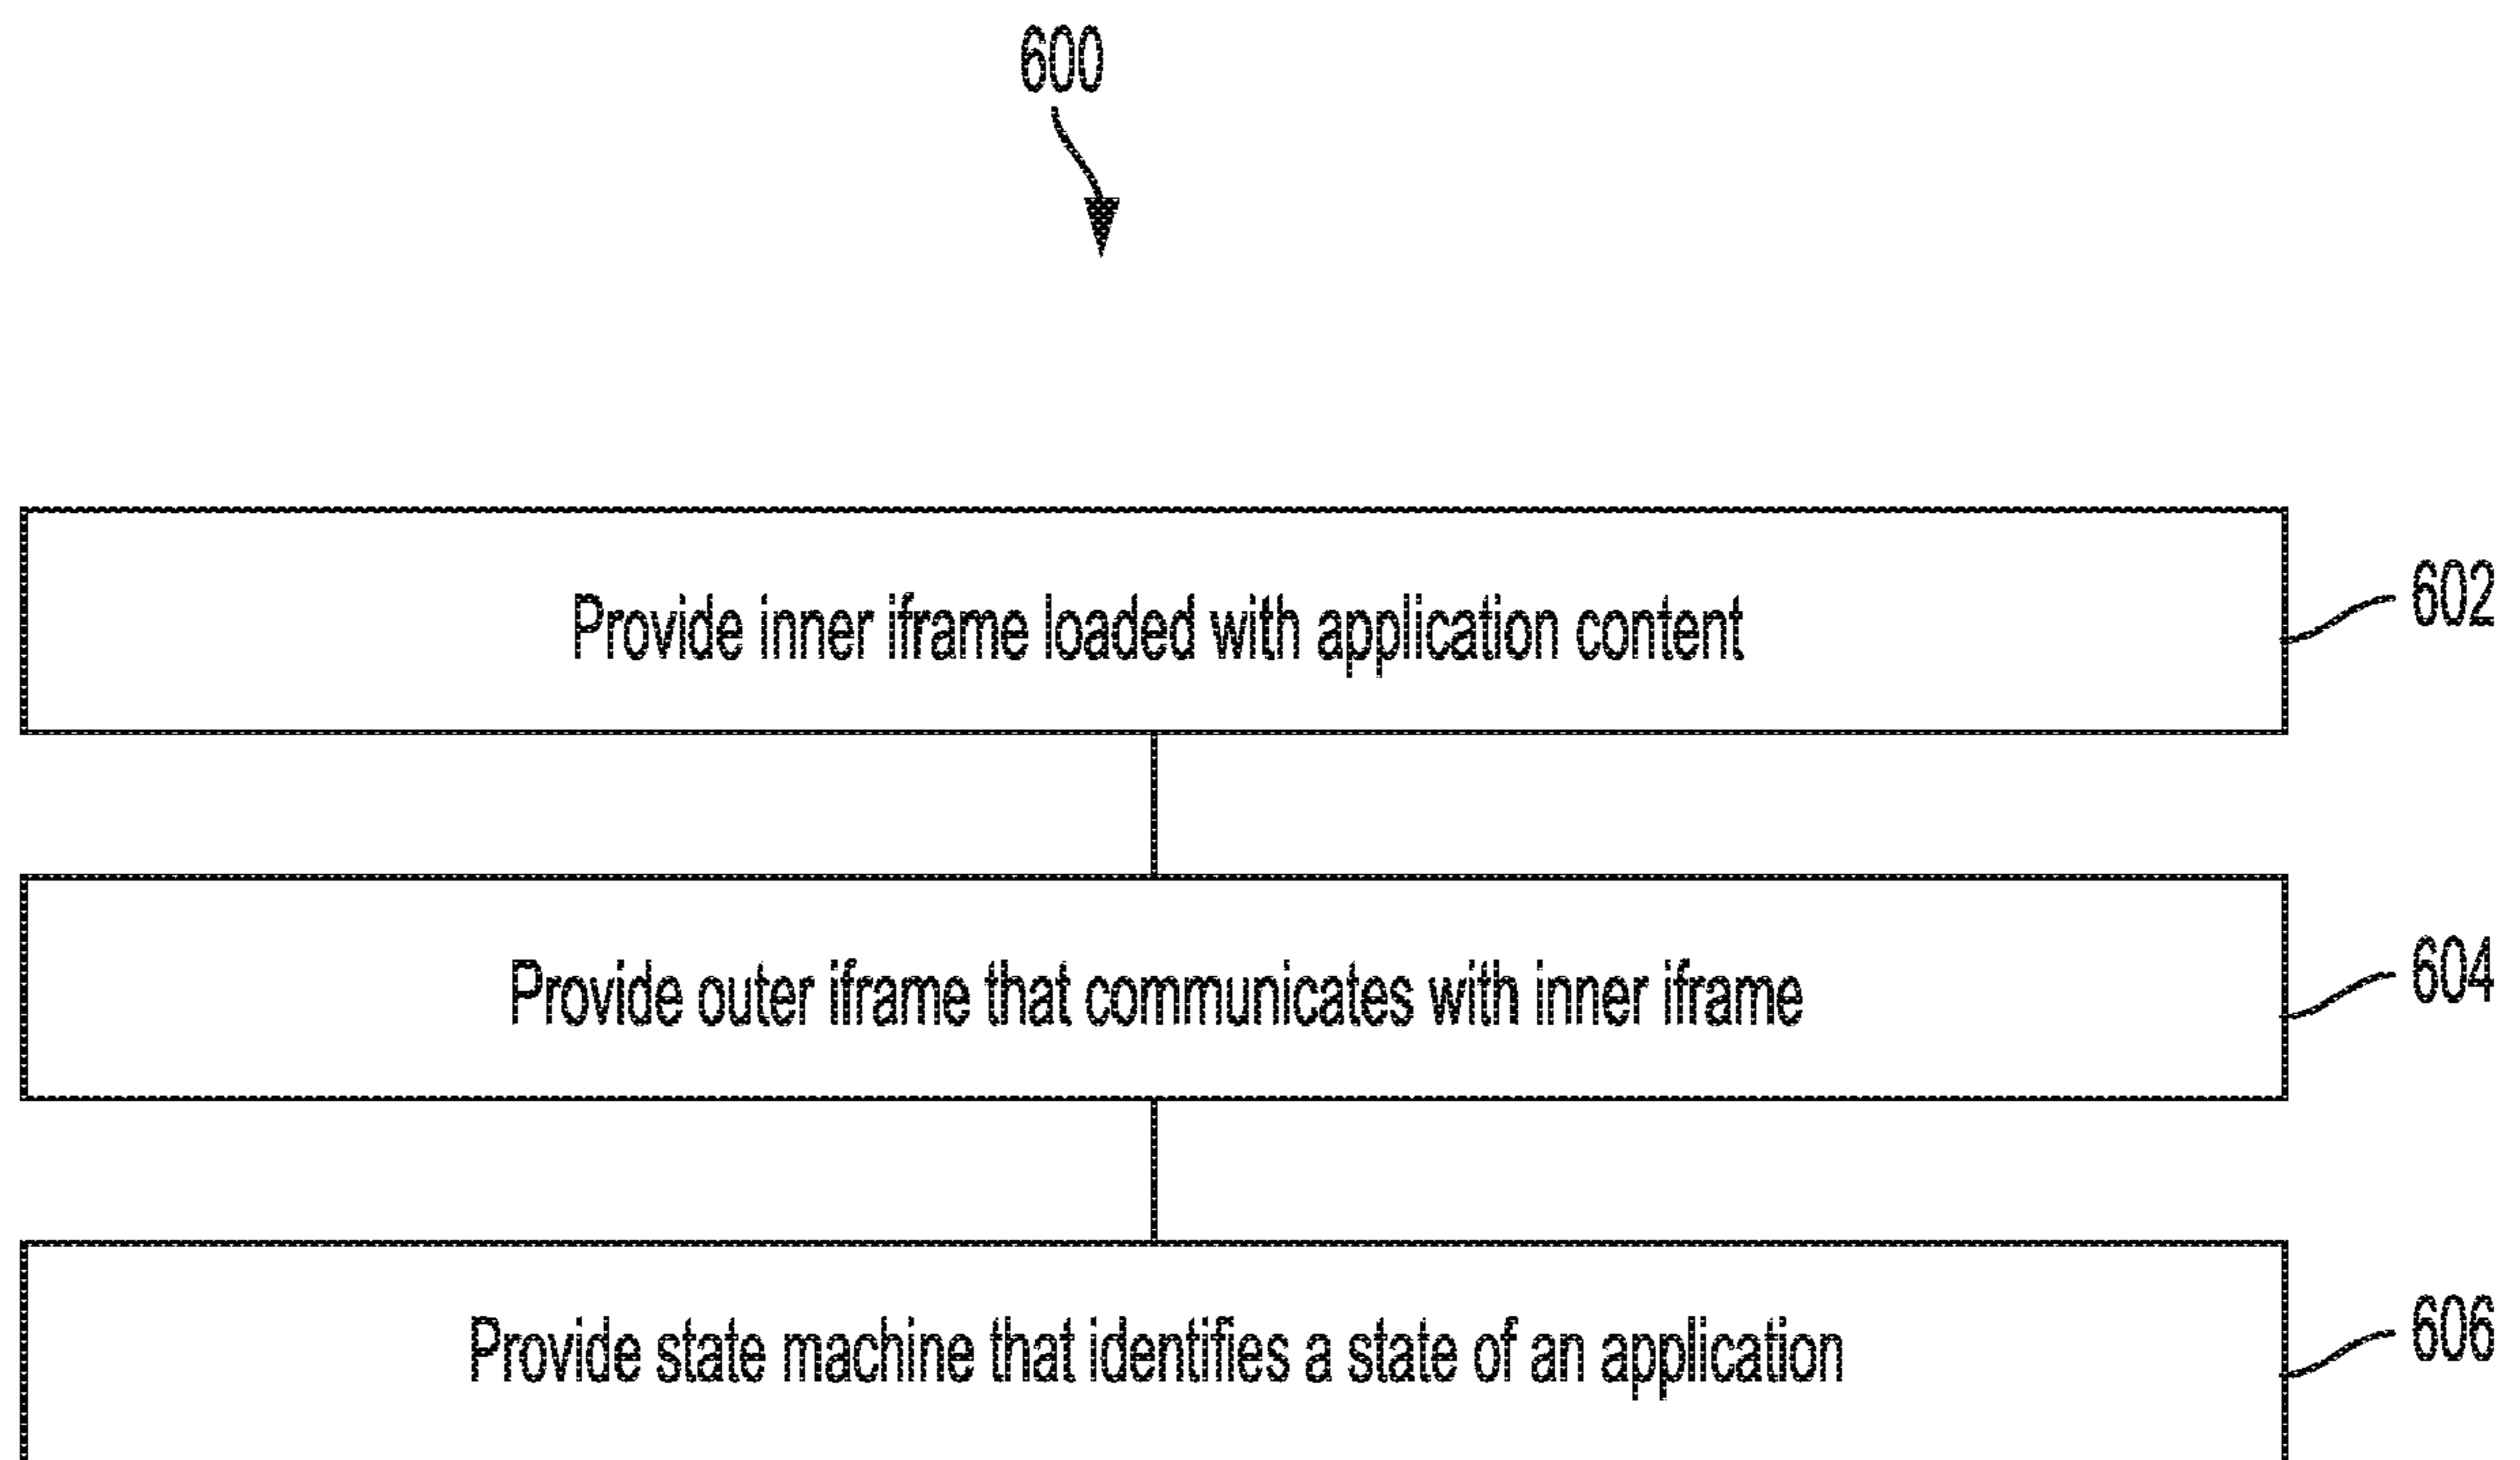 600
Provide inner iframe loaded with application content
602
Provide outer iframe that communicates with inner iframe
604
Provide state machine that identifies a state of an application
606